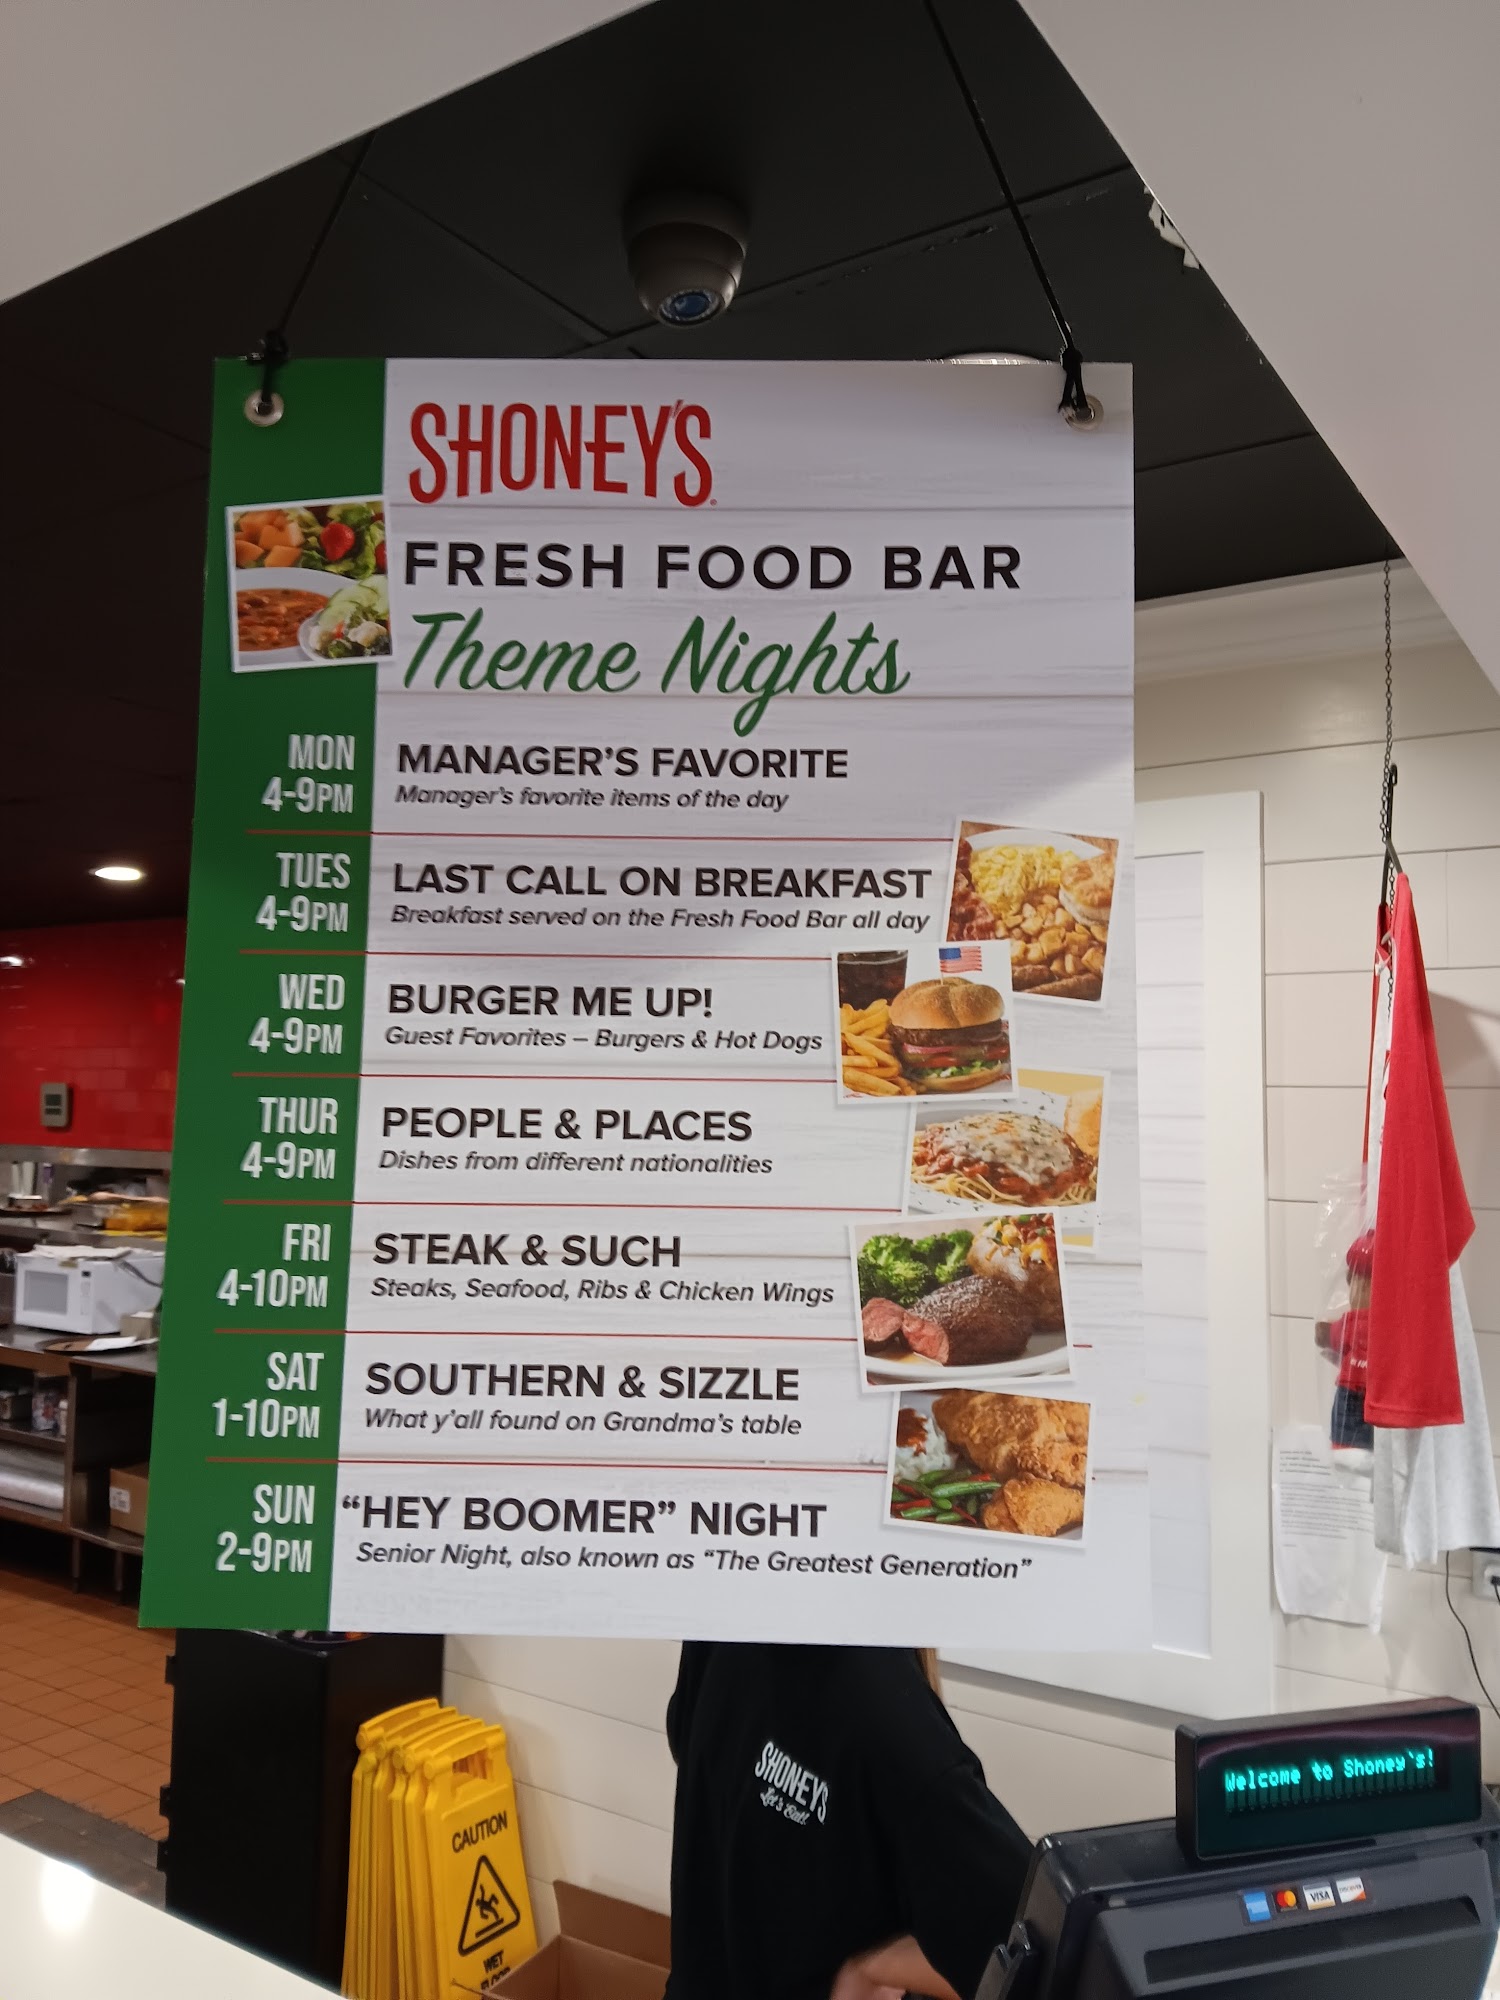 SHONEY'S
FRESH FOOD BAR
Theme Nights
MON
4-9PM
MANAGER'S FAVORITE
Manager's favorite items of the day
TUES
4-9PM
LAST CALL ON BREAKFAST
Breakfast served on the Fresh Food Bar all day
WED
4-9PM
BURGER ME UP!
Guest Favorites – Burgers & Hot Dogs
THUR
4-9PM
PEOPLE & PLACES
Dishes from different nationalities
FRI
4-10PM
STEAK & SUCH
Steaks, Seafood, Ribs & Chicken Wings
SAT
1-10PM
SOUTHERN & SIZZLE
What y'all found on Grandma's table
SUN
2-9PM
"HEY BOOMER" NIGHT
Senior Night, also known as "The Greatest Generation"
SHONEY'S
Let's Eat!
CAUTION
WET
FLOOR
Welcome to Shoney's!
VISA